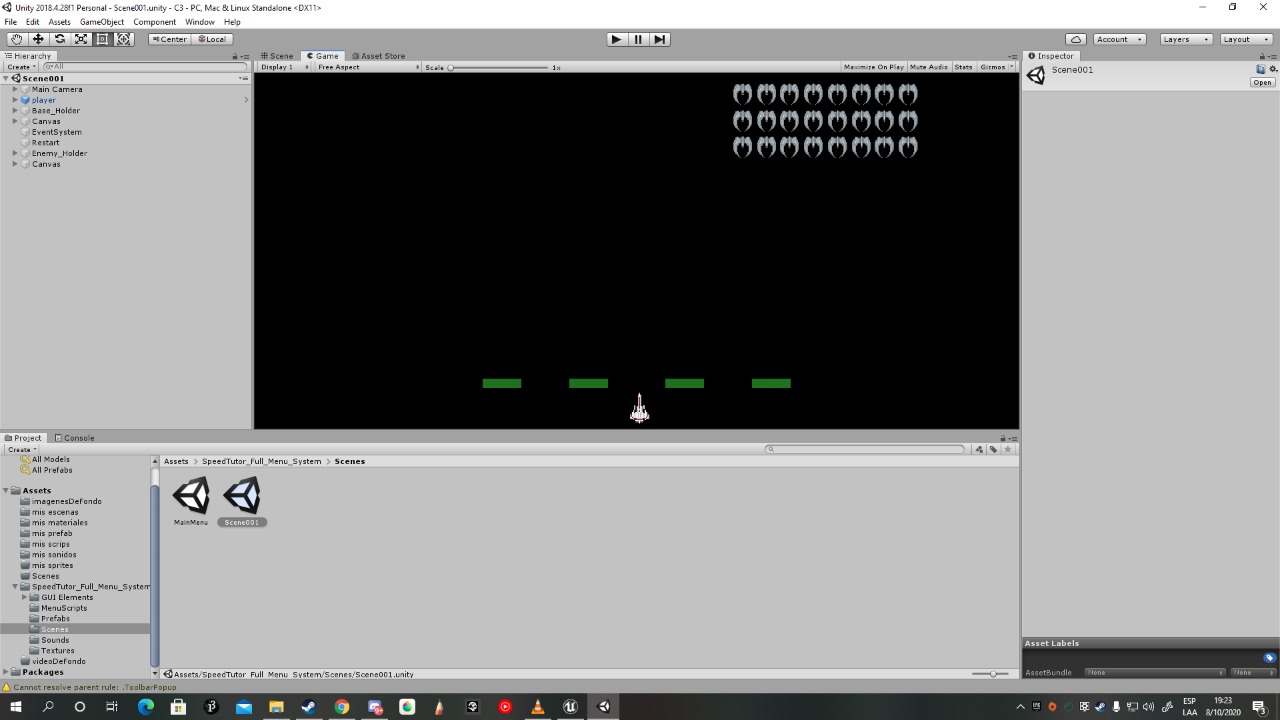 Unity 2018.4.28f1 Personal - Scene001.unity - C3 - PC, Mac & Linux Standalone <DX11>
File Edit Assets GameObject Component Window Help
Center Local Account Layers Layout
Hierarchy Scene Game Asset Store Inspector
Create All Display 1 Free Aspect Scale 1x Maximize On Play Mute Audio Stats Gizmos Scene001
Scene001 Open
Main Camera
player
Base_Holder
Canvas
EventSystem
Restart
Enemy_Holder
Canvas
Project Console
Create
All Models
All Prefabs
Assets
imagenesDeFondo
mis escenas
mis materiales
mis prefab
mis scrips
mis sonidos
mis sprites
Scenes
SpeedTutor_Full_Menu_System
GUI Elements
MenuScripts
Prefabs
Scenes
Sounds
Textures
videoDeFondo
Packages
Assets SpeedTutor_Full_Menu_System Scenes
MainMenu Scene001
Assets/SpeedTutor_Full_Menu_System/Scenes/Scene001.unity
Asset Labels
AssetBundle None None
Cannot resolve parent rule: .ToolbarPopup
ESP 19:23
LAA 8/10/2020